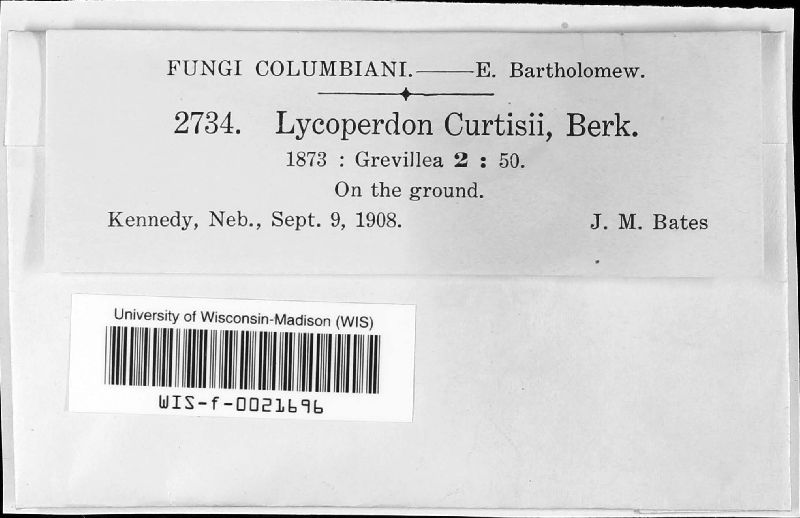 FUNGI COLUMBIANI.——E. Bartholomew.
2734. Lycoperdon Curtisii, Berk.
1873 : Grevillea 2 : 50.
On the ground.
Kennedy, Neb., Sept. 9, 1908. J. M. Bates
University of Wisconsin-Madison (WIS)
WIS-f-0021696